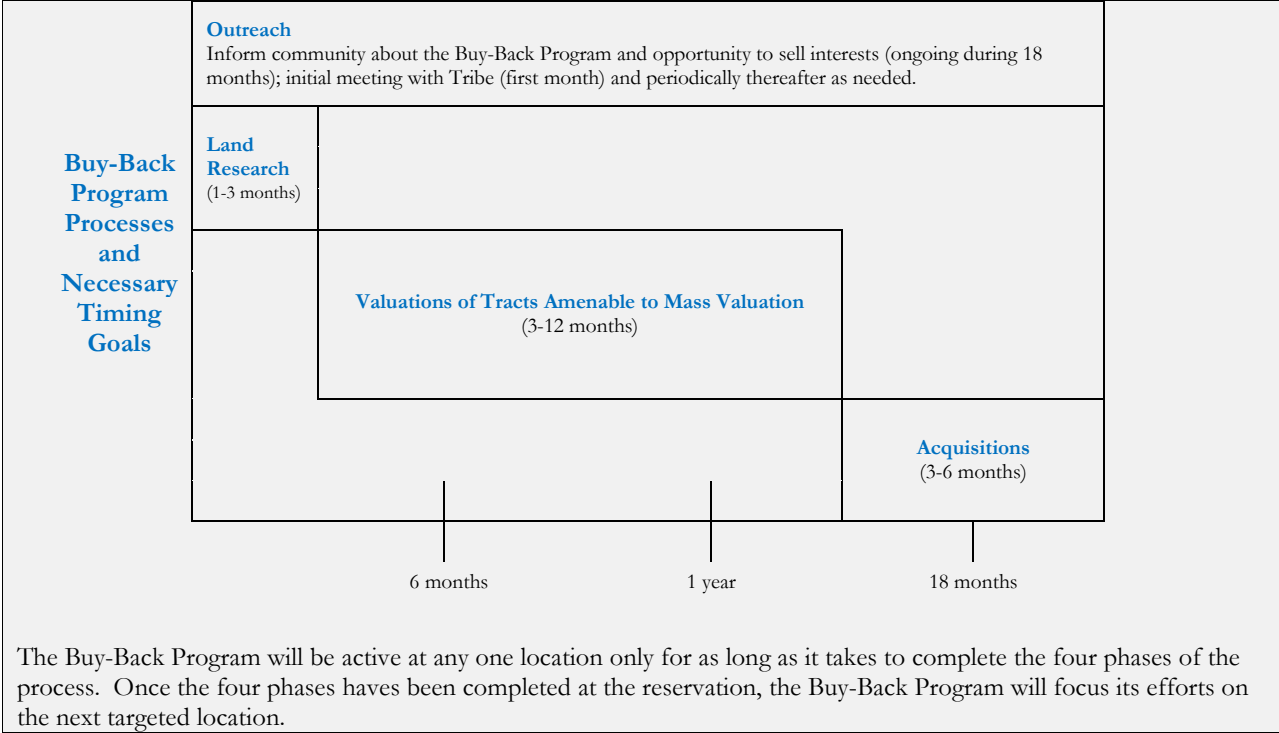 Outreach
Inform community about the Buy-Back Program and opportunity to sell interests (ongoing during 18
months); initial meeting with Tribe (first month) and periodically thereafter as needed.
Buy-Back
Program
Processes
and
Necessary
Timing
Goals
Land
Research
(1-3 months)
Valuations of Tracts Amenable to Mass Valuation
(3-12 months)
Acquisitions
(3-6 months)
6 months
1 year
18 months
The Buy-Back Program will be active at any one location only for as long as it takes to complete the four phases of the
process. Once the four phases haves been completed at the reservation, the Buy-Back Program will focus its efforts on
the next targeted location.